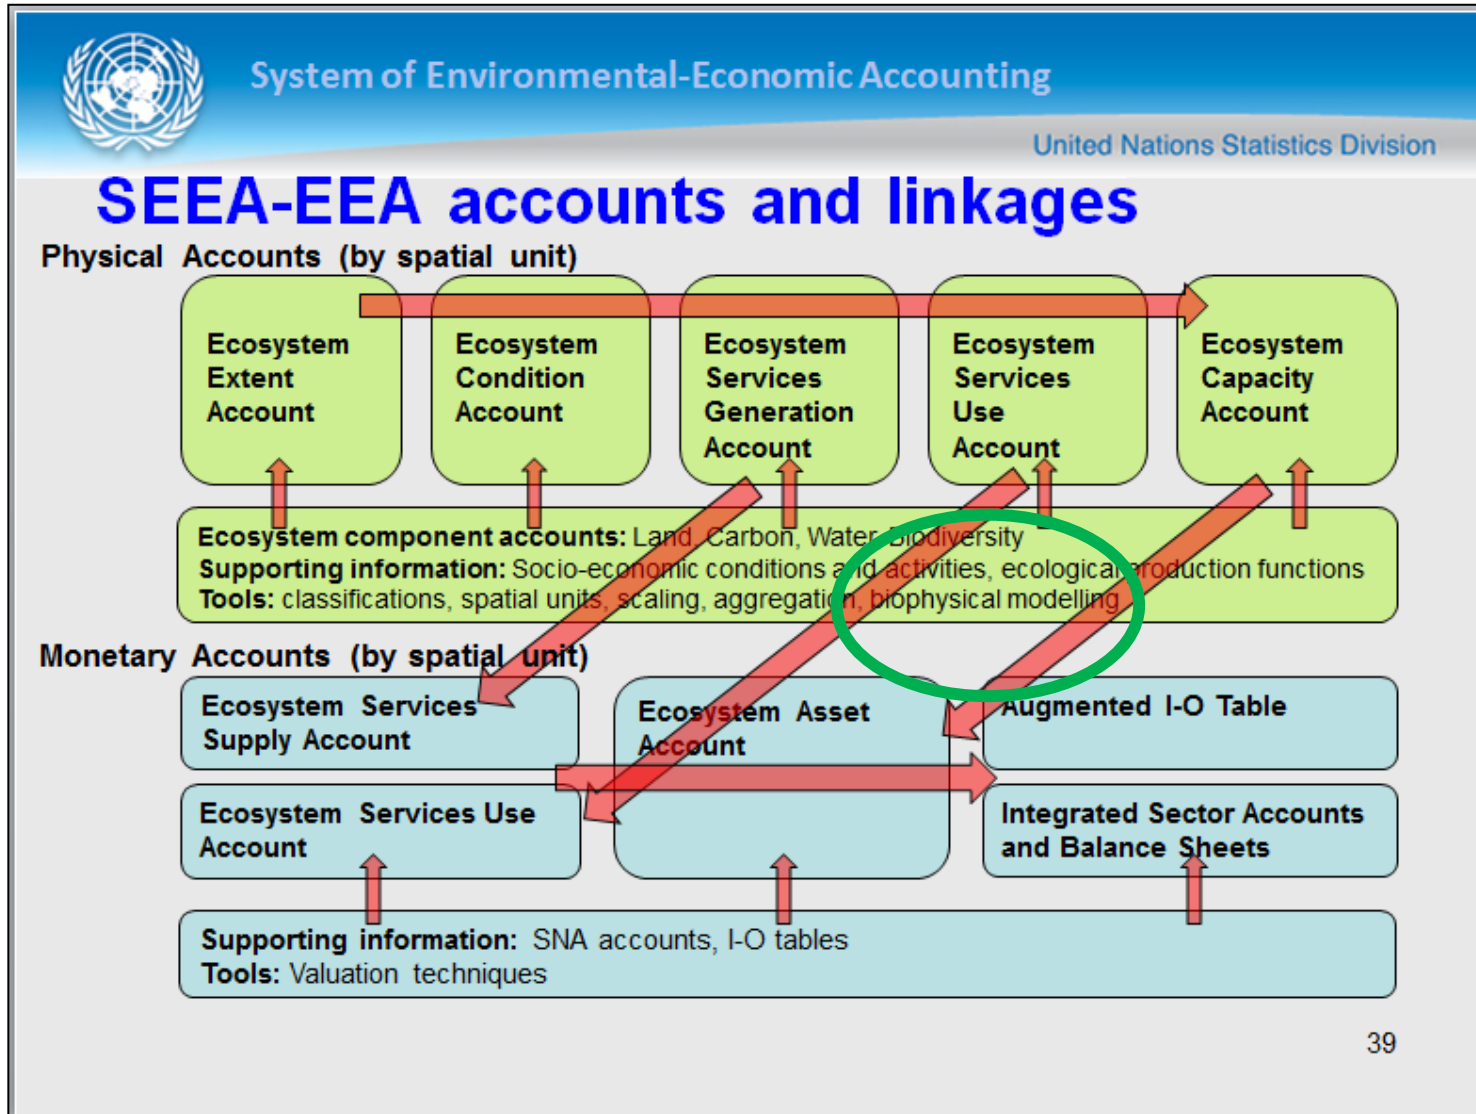 System of Environmental-Economic Accounting
United Nations Statistics Division
SEEA-EEA accounts and linkages
Physical Accounts (by spatial unit)
Ecosystem
Extent
Account
Ecosystem
Condition
Account
Ecosystem
Services
Generation
Account
Ecosystem
Services
Use
Account
Ecosystem
Capacity
Account
Ecosystem component accounts: Land, Carbon, Water, Biodiversity
Supporting information: Socio-economic conditions and activities, ecological production functions
Tools: classifications, spatial units, scaling, aggregation, biophysical modelling
Monetary Accounts (by spatial unit)
Ecosystem Services
Supply Account
Ecosystem Services Use
Account
Ecosystem Asset
Account
Augmented I-O Table
Integrated Sector Accounts
and Balance Sheets
Supporting information: SNA accounts, I-O tables
Tools: Valuation techniques
39